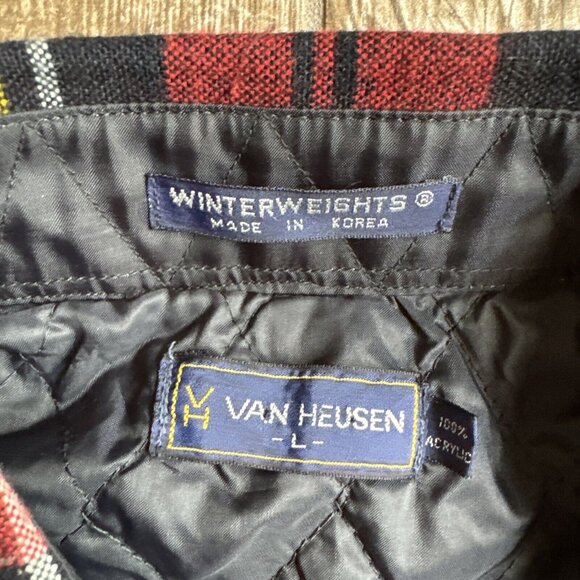 WINTERWEIGHTS ®
MADE IN KOREA
VH VAN HEUSEN
- L -
100%
ACRYLIC